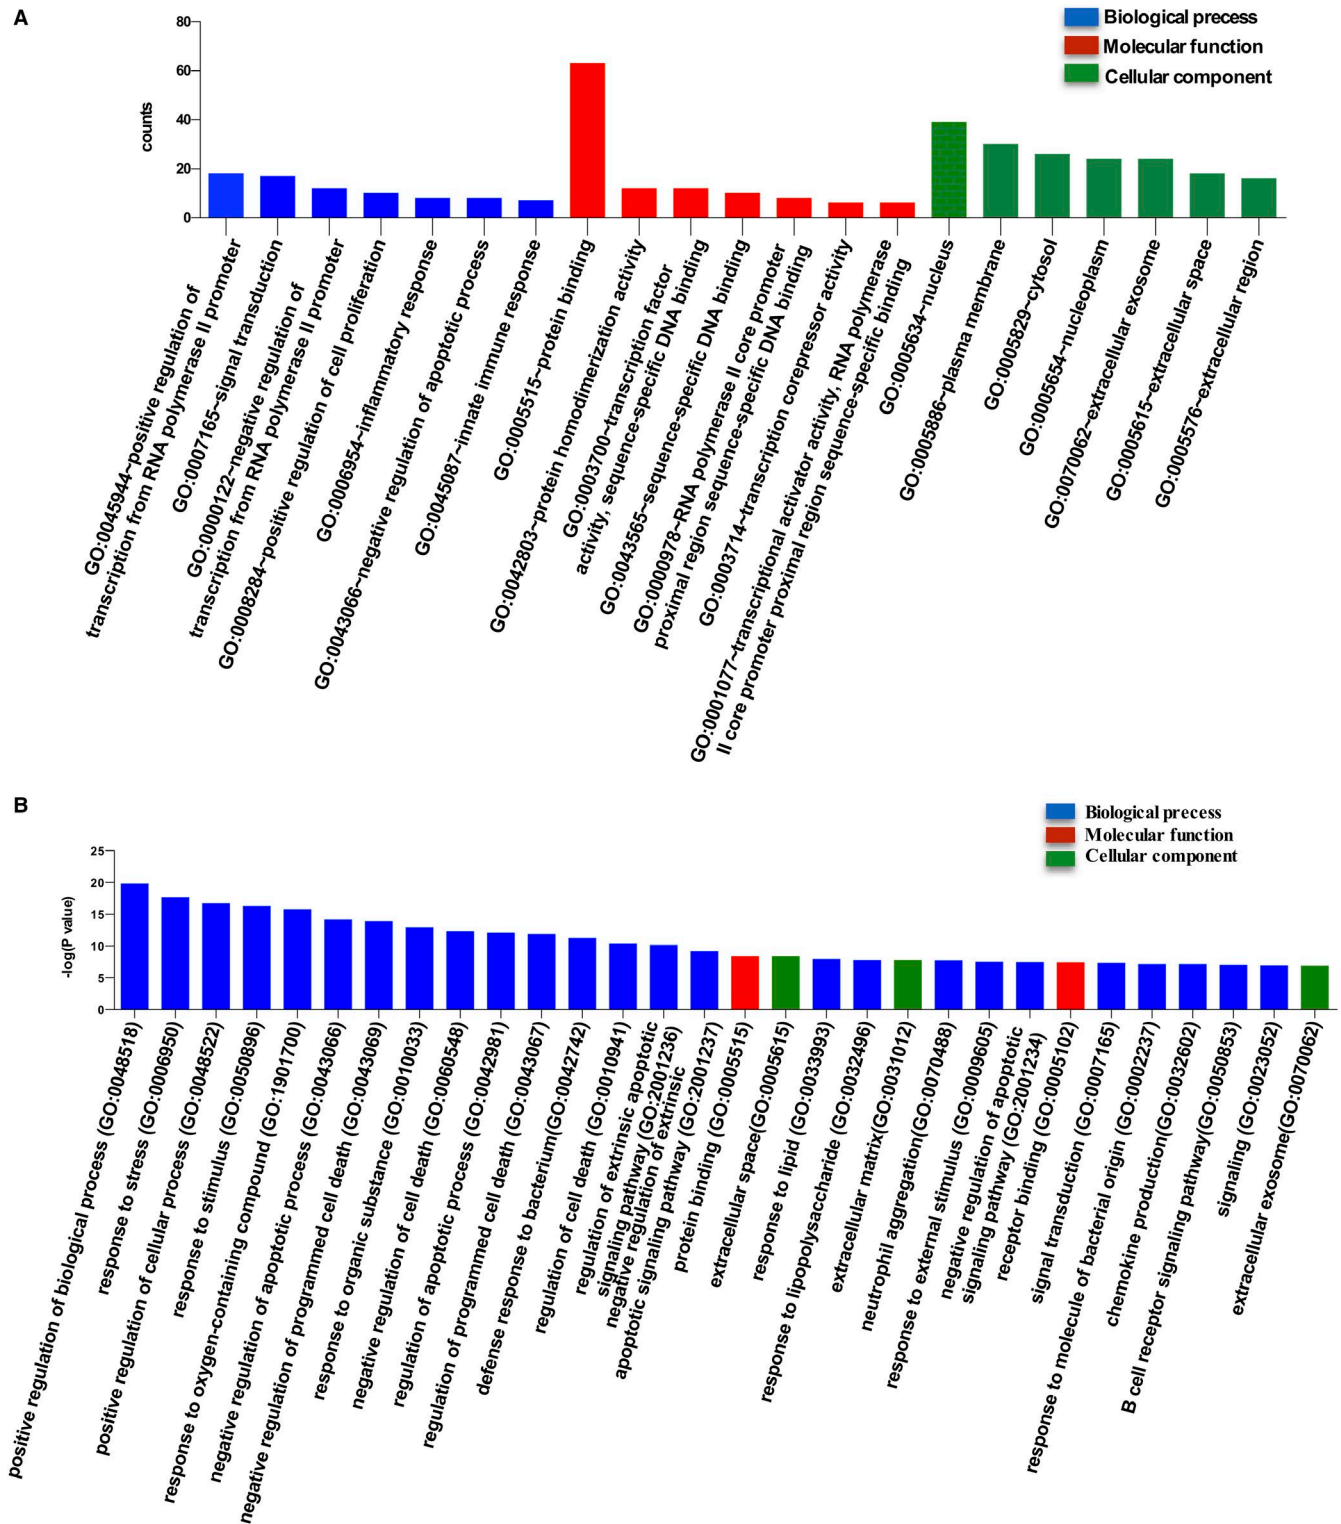 A
80
60
40
20
0
counts
Biological precess
Molecular function
Cellular component
GO:0045944~positive regulation of
transcription from RNA polymerase II promoter
GO:0007165~signal transduction
GO:0000122~negative regulation of
transcription from RNA polymerase II promoter
GO:0008284~positive regulation of cell proliferation
GO:0006954~inflammatory response
GO:0043066~negative regulation of apoptotic process
GO:0045087~innate immune response
GO:0005515~protein binding
GO:0042803~protein homodimerization activity
GO:0003700~transcription factor
activity, sequence-specific DNA binding
GO:0043565~sequence-specific DNA binding
GO:0000978~RNA polymerase II core promoter
proximal region sequence-specific DNA binding
GO:0003714~transcription corepressor activity
GO:0001077~transcriptional activator activity, RNA polymerase
II core promoter proximal region sequence-specific binding
GO:0005634~nucleus
GO:0005886~plasma membrane
GO:0005829~cytosol
GO:0005654~nucleoplasm
GO:0070062~extracellular exosome
GO:005615~extracellular space
GO:0005576~extracellular region
B
25
20
15
10
5
0
-log(P value)
Biological precess
Molecular function
Cellular component
positive regulation of biological process (GO:0048518)
response to stress (GO:0006950)
positive regulation of cellular process (GO:0048522)
response to stimulus (GO:0050896)
response to oxygen-containing compound (GO:1901700)
negative regulation of apoptotic process (GO:0043066)
negative regulation of programmed cell death (GO:0043069)
response to organic substance (GO:0010033)
negative regulation of cell death (GO:0060548)
regulation of apoptotic process (GO:0042981)
regulation of programmed cell death (GO:0043067)
defense response to bacterium(GO:0042742)
regulation of cell death (GO:0010941)
regulation of extrinsic apoptotic
signaling pathway (GO:2001236)
negative regulation of extrinsic
apoptotic signaling pathway (GO:2001237)
protein binding (GO:0005515)
extracellular space(GO:0005615)
response to lipid (GO:0033993)
response to lipopolysaccharide (GO:0032496)
extracellular matrix(GO:0031012)
neutrophil aggregation(GO:0070488)
response to external stimulus (GO:0009605)
negative regulation of apoptotic
signaling pathway (GO:2001234)
receptor binding (GO:0005102)
signal transduction (GO:0007165)
response to molecule of bacterial origin (GO:0002237)
chemokine production(GO:0032602)
B cell receptor signaling pathway(GO:0050853)
signaling (GO:0023052)
extracellular exosome(GO:0070062)